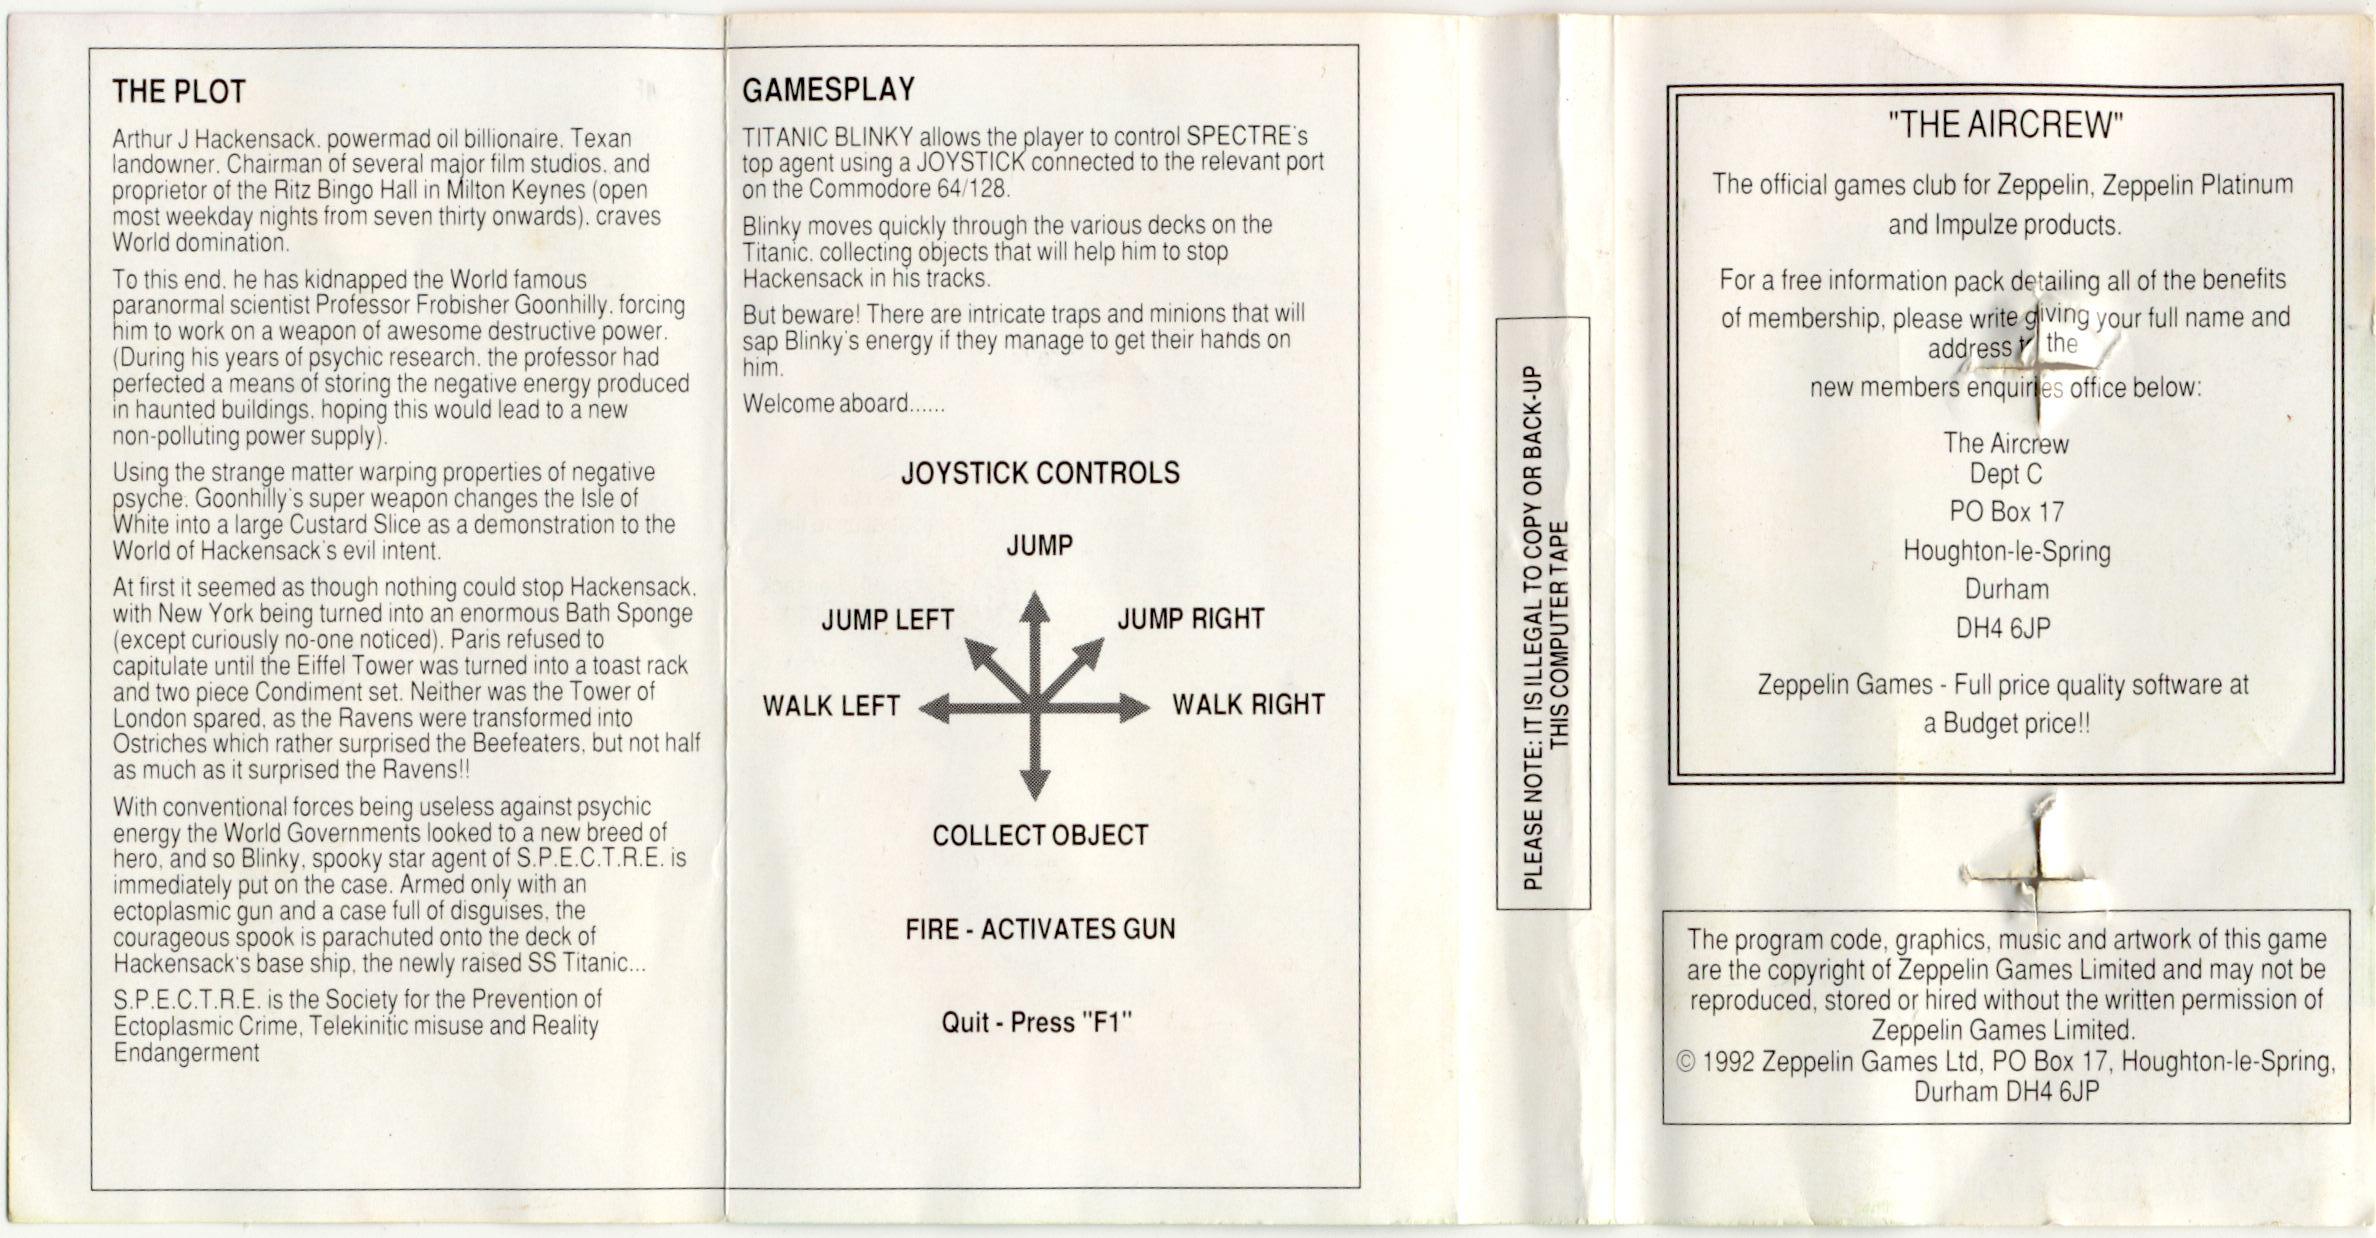 THE PLOT
Arthur J Hackensack. powermad oil billionaire. Texan
landowner. Chairman of several major film studios. and
proprietor of the Ritz Bingo Hall in Milton Keynes (open
most weekday nights from seven thirty onwards). craves
World domination.
To this end. he has kidnapped the World famous
paranormal scientist Professor Frobisher Goonhilly. forcing
him to work on a weapon of awesome destructive power.
(During his years of psychic research. the professor had
perfected a means of storing the negative energy produced
in haunted buildings. hoping this would lead to a new
non-polluting power supply).
Using the strange matter warping properties of negative
psyche. Goonhilly's super weapon changes the Isle of
White into a large Custard Slice as a demonstration to the
World of Hackensack's evil intent.
At first it seemed as though nothing could stop Hackensack.
with New York being turned into an enormous Bath Sponge
(except curiously no-one noticed). Paris refused to
capitulate until the Eiffel Tower was turned into a toast rack
and two piece Condiment set. Neither was the Tower of
London spared, as the Ravens were transformed into
Ostriches which rather surprised the Beefeaters, but not half
as much as it surprised the Ravens!!
With conventional forces being useless against psychic
energy the World Governments looked to a new breed of
hero, and so Blinky, spooky star agent of S.P.E.C.T.R.E. is
immediately put on the case. Armed only with an
ectoplasmic gun and a case full of disguises, the
courageous spook is parachuted onto the deck of
Hackensack's base ship, the newly raised SS Titanic...
S.P.E.C.T.R.E. is the Society for the Prevention of
Ectoplasmic Crime, Telekinitic misuse and Reality
Endangerment
GAMESPLAY
TITANIC BLINKY allows the player to control SPECTRE's
top agent using a JOYSTICK connected to the relevant port
on the Commodore 64/128.
Blinky moves quickly through the various decks on the
Titanic. collecting objects that will help him to stop
Hackensack in his tracks.
But beware! There are intricate traps and minions that will
sap Blinky's energy if they manage to get their hands on
him.
Welcome aboard......
JOYSTICK CONTROLS
JUMP
JUMP LEFT
JUMP RIGHT
WALK LEFT
WALK RIGHT
COLLECT OBJECT
FIRE - ACTIVATES GUN
Quit - Press "F1"
PLEASE NOTE: IT IS ILLEGAL TO COPY OR BACK-UP
THIS COMPUTER TAPE
"THE AIRCREW"
The official games club for Zeppelin, Zeppelin Platinum
and Impulze products.
For a free information pack detailing all of the benefits
of membership, please write giving your full name and
address the
new members enquiries office below:
The Aircrew
Dept C
PO Box 17
Houghton-le-Spring
Durham
DH4 6JP
Zeppelin Games - Full price quality software at
a Budget price!!
The program code, graphics, music and artwork of this game
are the copyright of Zeppelin Games Limited and may not be
reproduced, stored or hired without the written permission of
Zeppelin Games Limited.
© 1992 Zeppelin Games Ltd, PO Box 17, Houghton-le-Spring,
Durham DH4 6JP